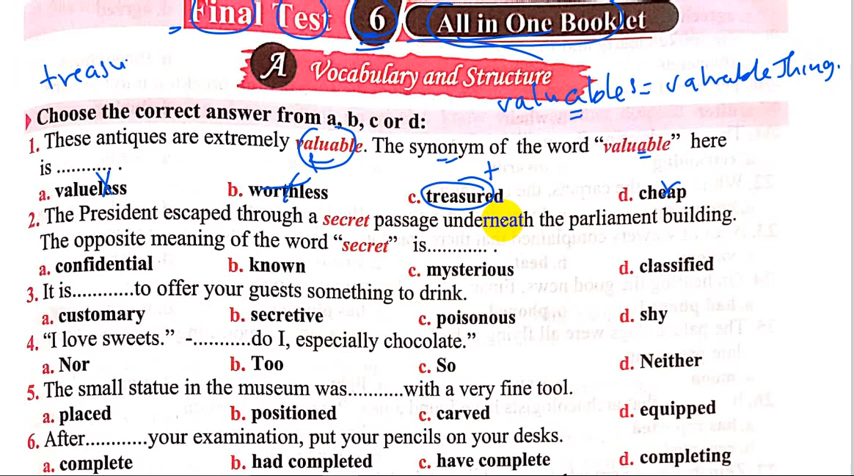 Final Test 6 All in One Booklet
A Vocabulary and Structure
treasu
valuables = valuable Thing.
Choose the correct answer from a, b, c or d:
1. These antiques are extremely valuable. The synonym of the word "valuable" here
is ...........
a. valueless b. worthless c. treasured d. cheap
+
2. The President escaped through a secret passage underneath the parliament building.
The opposite meaning of the word "secret" is............
a. confidential b. known c. mysterious d. classified
3. It is............to offer your guests something to drink.
a. customary b. secretive c. poisonous d. shy
4. "I love sweets." -..........do I, especially chocolate."
a. Nor b. Too c. So d. Neither
5. The small statue in the museum was..........with a very fine tool.
a. placed b. positioned c. carved d. equipped
6. After............your examination, put your pencils on your desks.
a. complete b. had completed c. have complete d. completing